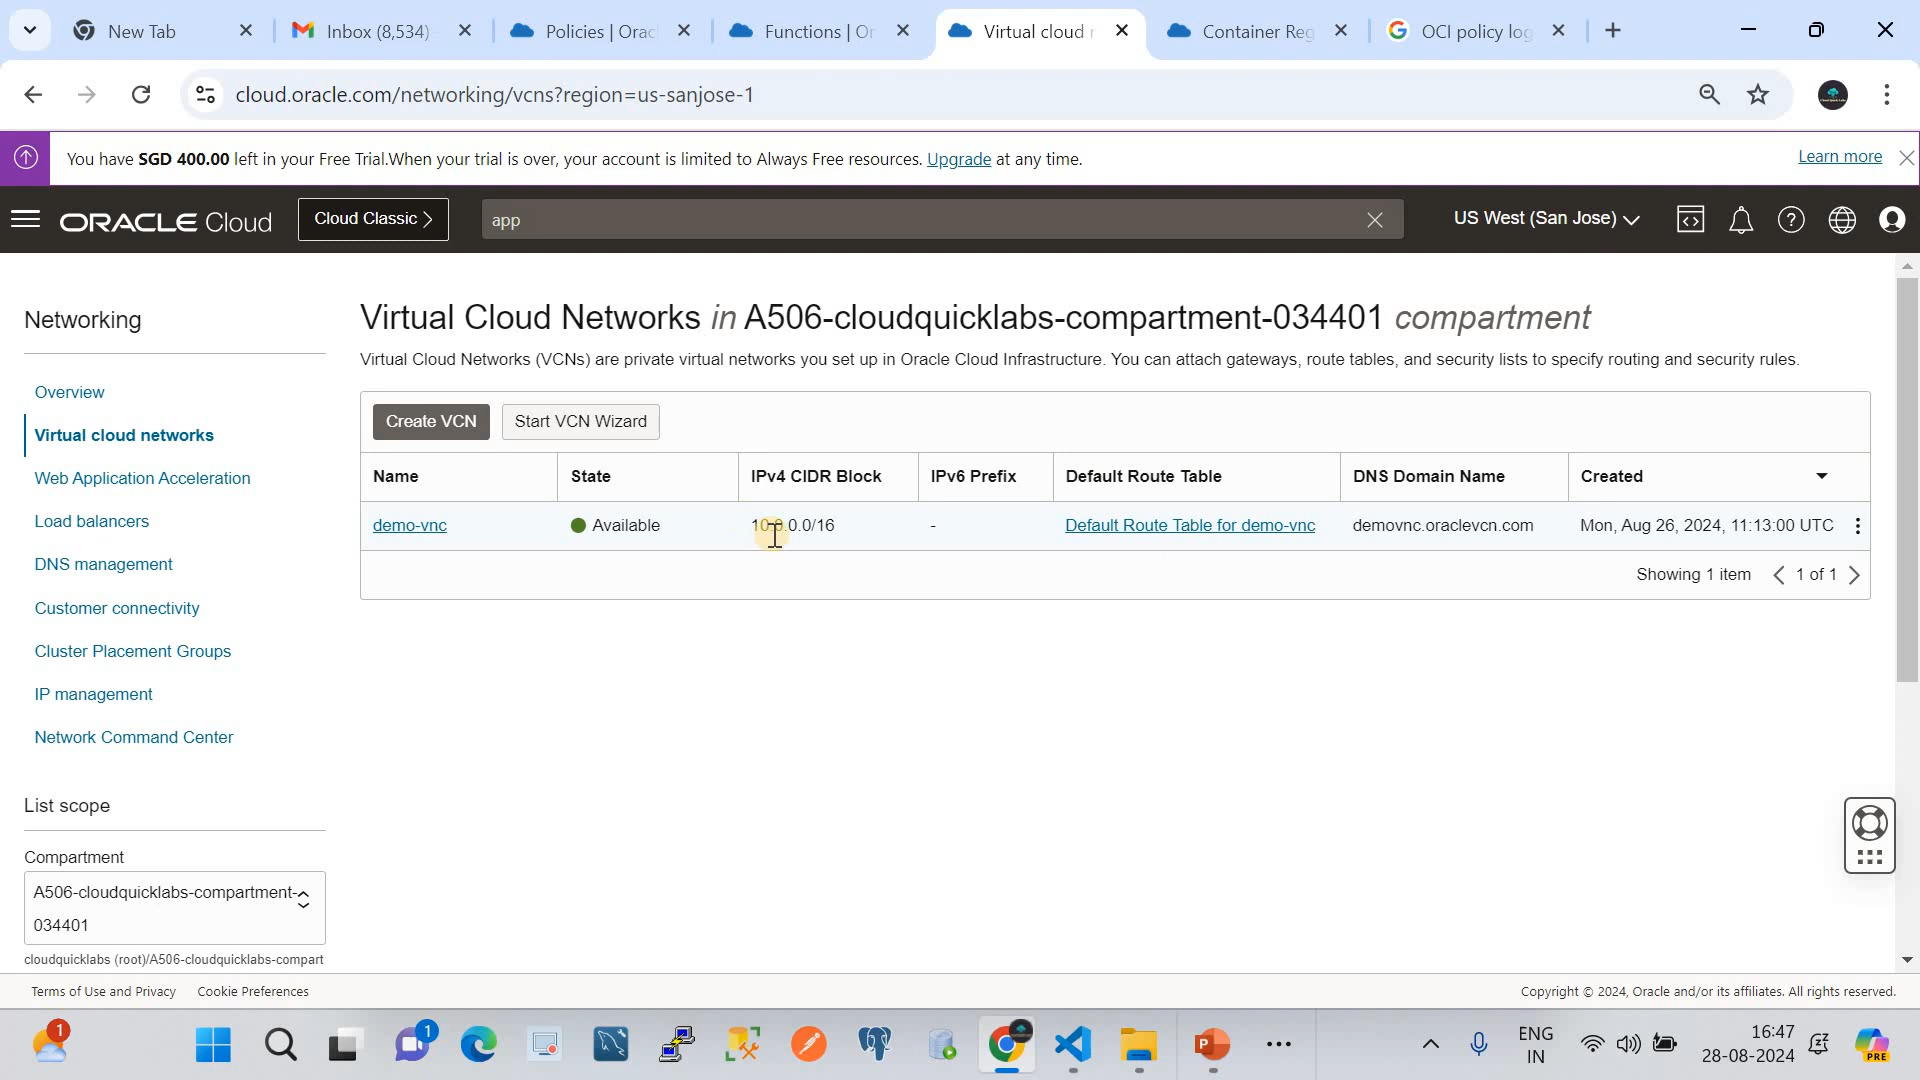 New Tab
Inbox (8,534)
Policies | Orac
Functions | Or
Virtual cloud
Container Reg
OCI policy log
cloud.oracle.com/networking/vcns?region=us-sanjose-1
You have SGD 400.00 left in your Free Trial.When your trial is over, your account is limited to Always Free resources. Upgrade at any time.
Learn more
ORACLE Cloud
Cloud Classic >
app
US West (San Jose)
Networking
Overview
Virtual cloud networks
Web Application Acceleration
Load balancers
DNS management
Customer connectivity
Cluster Placement Groups
IP management
Network Command Center
List scope
Compartment
A506-cloudquicklabs-compartment-
034401
cloudquicklabs (root)/A506-cloudquicklabs-compart
Virtual Cloud Networks in A506-cloudquicklabs-compartment-034401 compartment
Virtual Cloud Networks (VCNs) are private virtual networks you set up in Oracle Cloud Infrastructure. You can attach gateways, route tables, and security lists to specify routing and security rules.
Create VCN
Start VCN Wizard
Name State IPv4 CIDR Block IPv6 Prefix Default Route Table DNS Domain Name Created
demo-vnc Available 10.0.0.0/16 - Default Route Table for demo-vnc demovnc.oraclevcn.com Mon, Aug 26, 2024, 11:13:00 UTC
Showing 1 item < 1 of 1 >
Terms of Use and Privacy Cookie Preferences
Copyright © 2024, Oracle and/or its affiliates. All rights reserved.
1
1
ENG
IN
16:47
28-08-2024
PRE